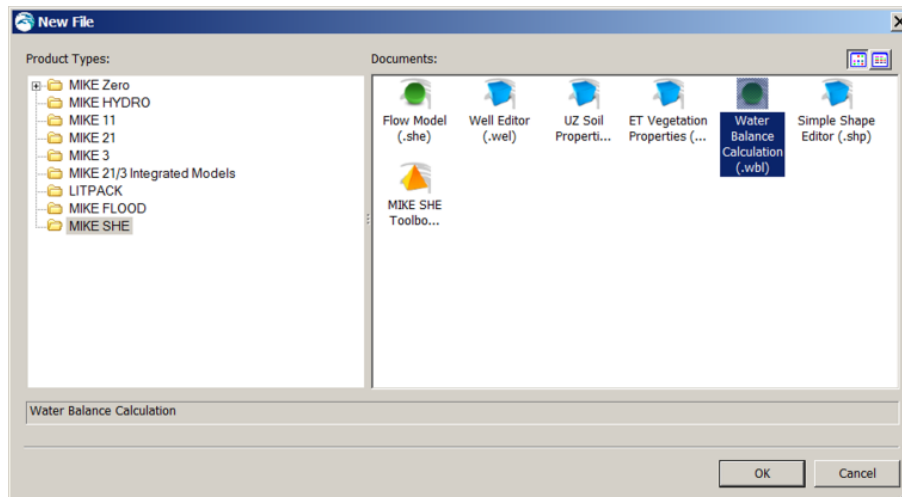 New File
Product Types:
Documents:
MIKE Zero
MIKE HYDRO
MIKE 11
MIKE 21
MIKE 3
MIKE 21/3 Integrated Models
LITPACK
MIKE FLOOD
MIKE SHE
Flow Model
(.she)
Well Editor
(.wel)
UZ Soil
Properti...
ET Vegetation
Properties (...
Water
Balance
Calculation
(.wbl)
Simple Shape
Editor (.shp)
MIKE SHE
Toolbo...
Water Balance Calculation
OK
Cancel